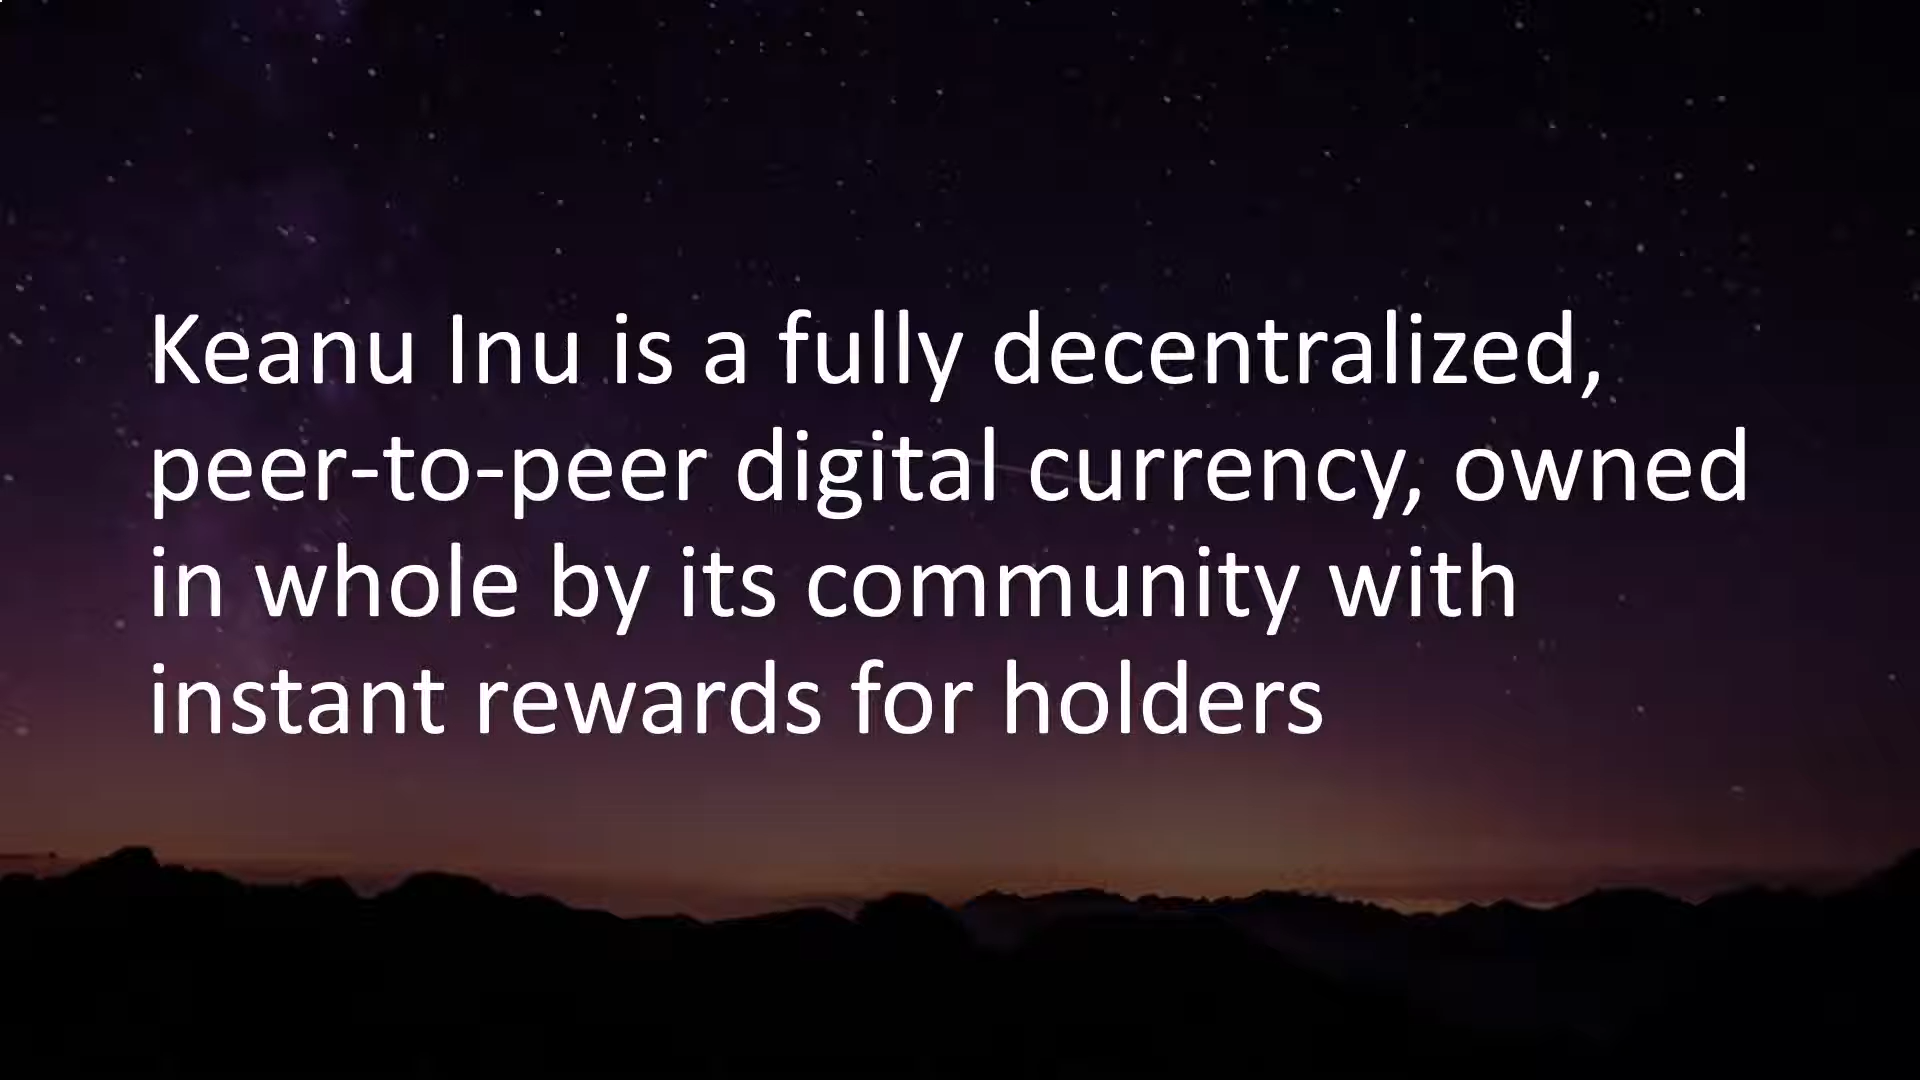 Keanu Inu is a fully decentralized,
peer-to-peer digital currency, owned
in whole by its community with
instant rewards for holders